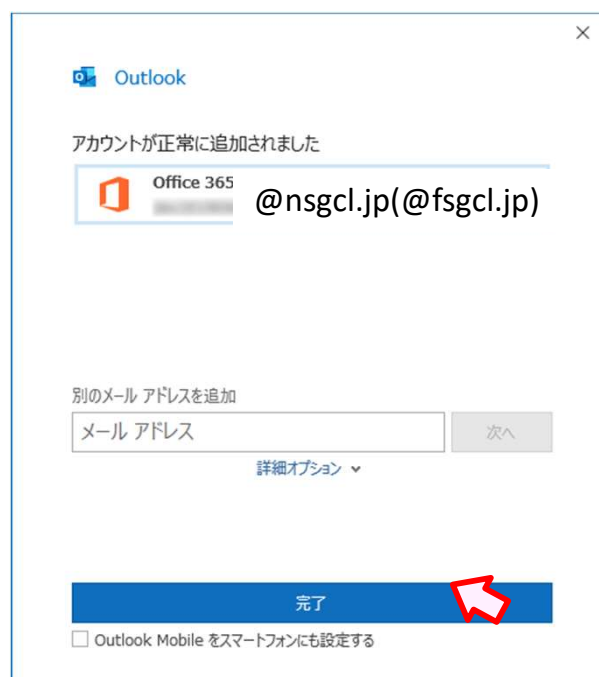 Outlook
アカウントが正常に追加されました
Office 365
@nsgcl.jp(@fsgcl.jp)
別のメール アドレスを追加
メール アドレス
次へ
詳細オプション
完了
Outlook Mobile をスマートフォンにも設定する